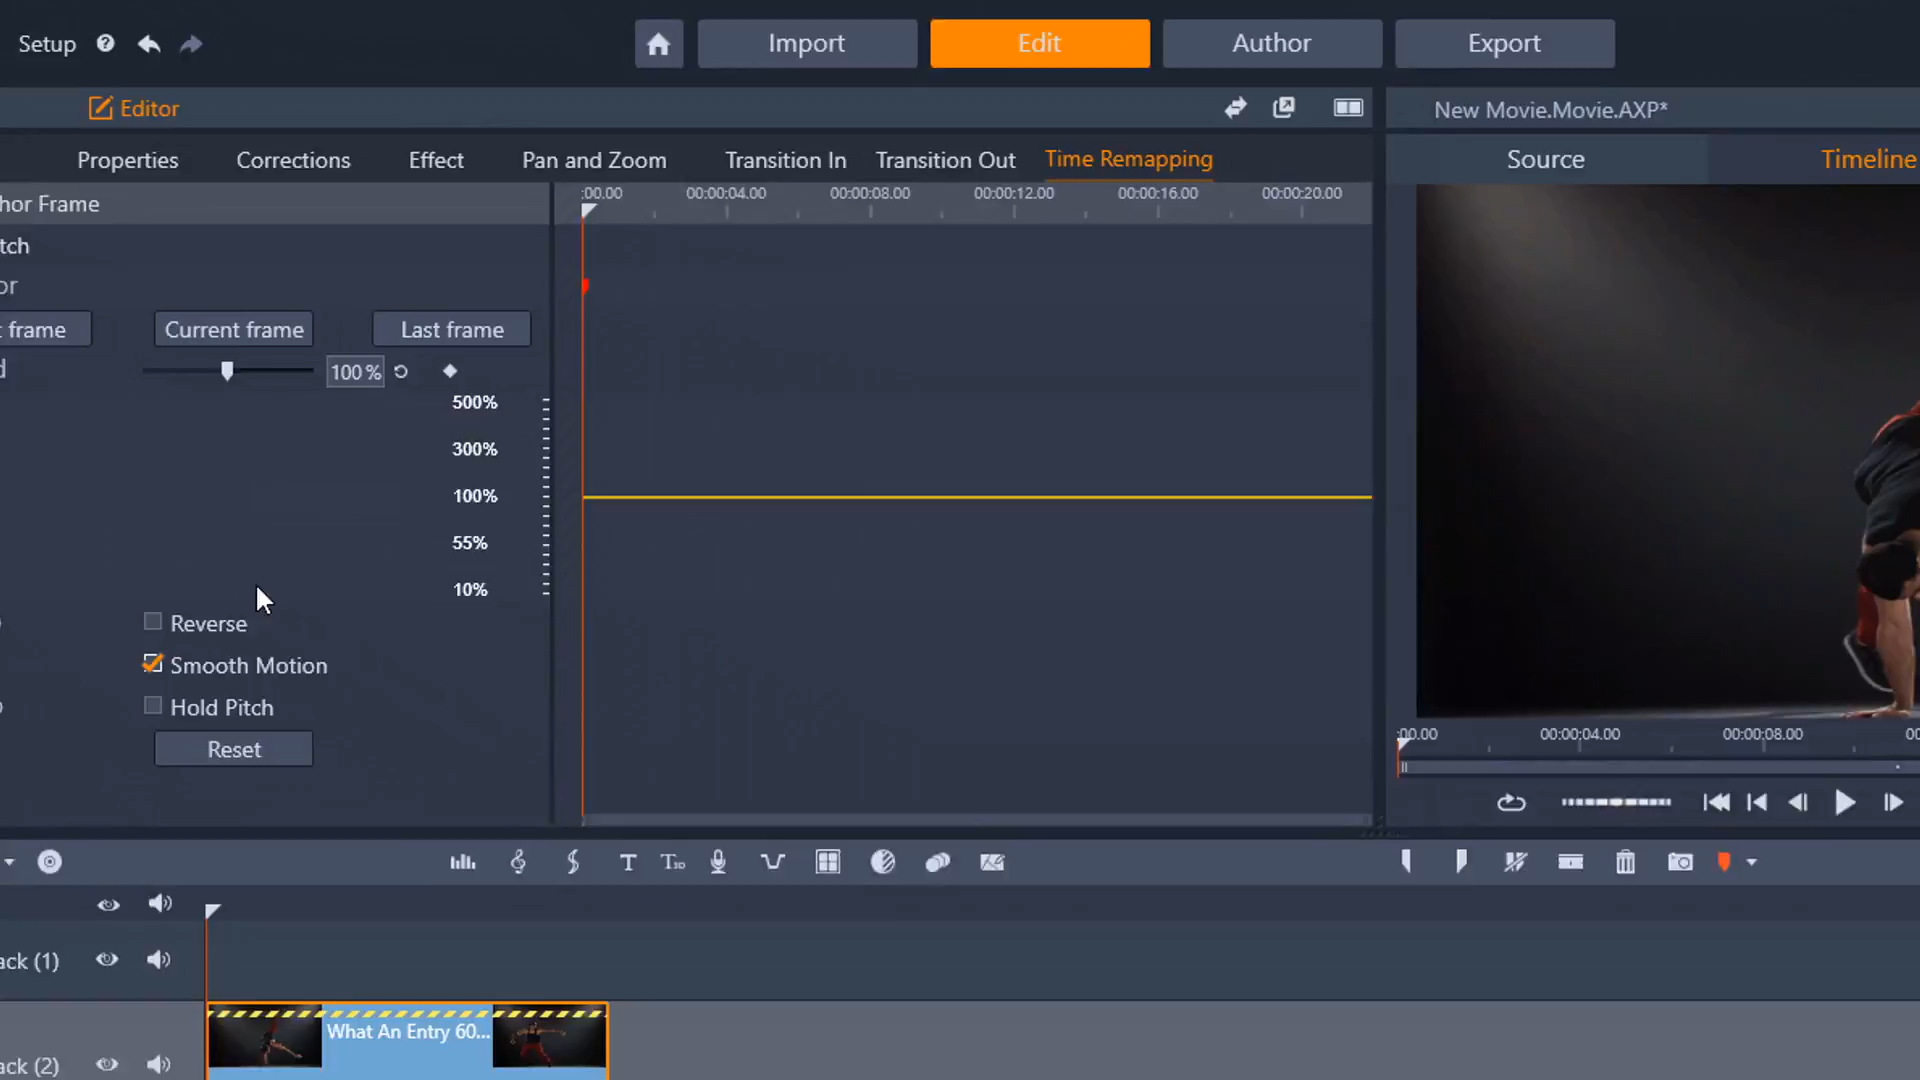 Setup
Import
Edit
Author
Export
Editor
New Movie.Movie.AXP*
Properties
Corrections
Effect
Pan and Zoom
Transition In
Transition Out
Time Remapping
Source
Timeline
hor Frame
:00.00
00:00:04.00
00:00:08.00
00:00:12.00
00:00:16.00
00:00:20.00
tch
or
frame
Current frame
Last frame
d
100 %
500%
300%
100%
55%
10%
Reverse
Smooth Motion
Hold Pitch
Reset
:00.00
00:00:04.00
00:00:08.00
00
T
T3D
ack (1)
What An Entry 60...
ack (2)